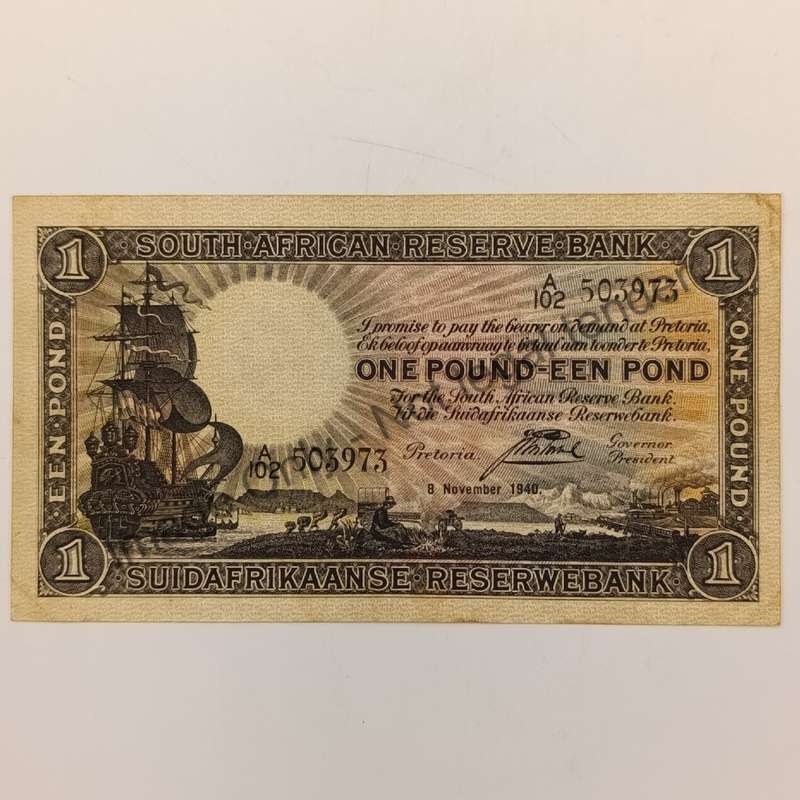 1 SOUTH·AFRICAN·RESERVE·BANK 1
A/102 503973
I promise to pay the bearer on demand at Pretoria,
Ek beloof op aanvraag te betaal aan toonder te Pretoria,
ONE POUND-EEN POND
For the South African Reserve Bank.
Vir die Suidafrikaanse Reserwebank.
A/102 503973
Pretoria.
Governor
President
8 November 1940.
EEN·POND
ONE·POUND
1 SUIDAFRIKAANSE·RESERWEBANK 1